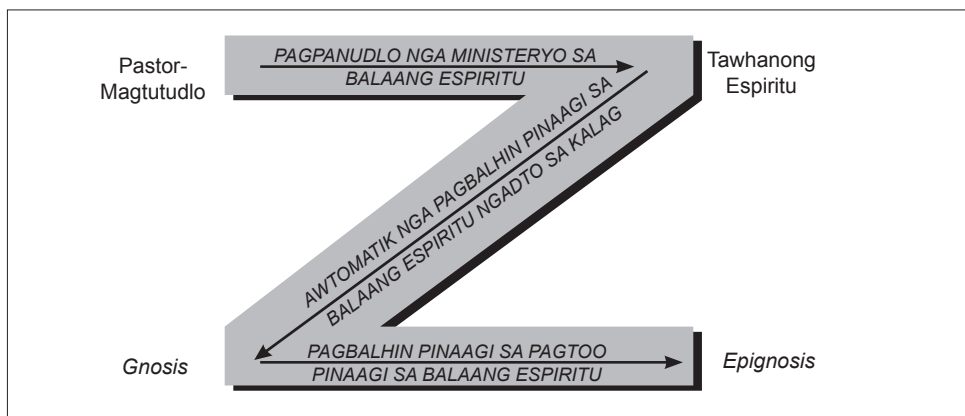 Pastor-
Magtutudlo
PAGPANUDLO NGA MINISTERYO SA
BALAANG ESPIRITU
Tawhanong
Espiritu
AWTOMATIK NGA PAGBALHIN PINAAGI SA
BALAANG ESPIRITU NGADTO SA KALAG
Gnosis
PAGBALHIN PINAAGI SA PAGTOO
PINAAGI SA BALAANG ESPIRITU
Epignosis